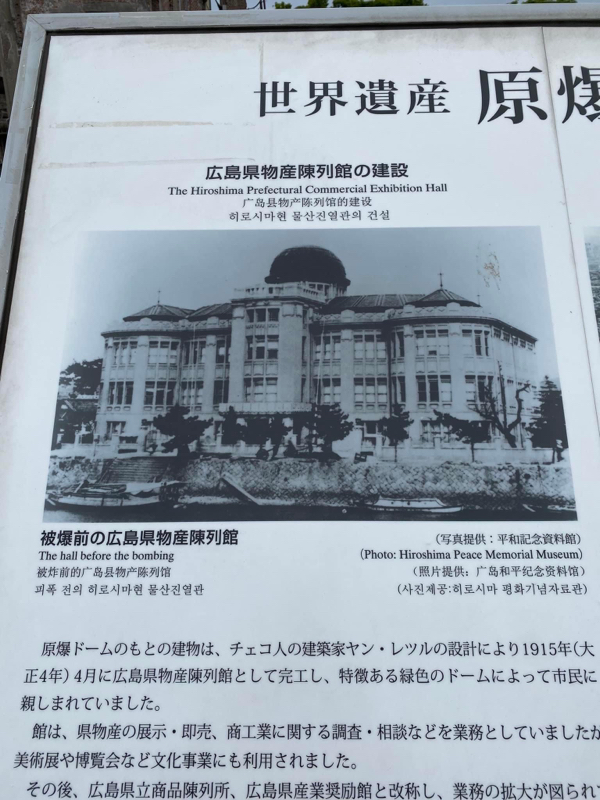 世界遺産 原爆
広島県物産陳列館の建設
The Hiroshima Prefectural Commercial Exhibition Hall
广岛县物产陈列馆的建设
히로시마현 물산진열관의 건설
被爆前の広島県物産陳列館
The hall before the bombing
被炸前的广岛县物产陈列馆
피폭 전의 히로시마현 물산진열관
(写真提供：平和記念資料館)
(Photo: Hiroshima Peace Memorial Museum)
(照片提供：广岛和平纪念资料馆)
(사진제공:히로시마 평화기념자료관)
原爆ドームのもとの建物は、チェコ人の建築家ヤン・レツルの設計により1915年(大
正4年)4月に広島県物産陳列館として完工し、特徴ある緑色のドームによって市民に
親しまれていました。
館は、県物産の展示・即売、商工業に関する調査・相談などを業務としていましたが
美術展や博覧会など文化事業にも利用されました。
その後、広島県立商品陳列所、広島県産業奨励館と改称し、業務の拡大が図られ